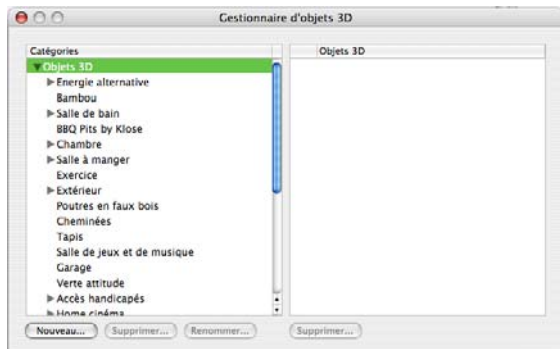 Gestionnaire d'objets 3D
Catégories
Objets 3D
Objets 3D
Energie alternative
Bambou
Salle de bain
BBQ Pits by Klose
Chambre
Salle à manger
Exercice
Extérieur
Poutres en faux bois
Cheminées
Tapis
Salle de jeux et de musique
Garage
Verte attitude
Accès handicapés
Home cinéma
Nouveau...
Supprimer...
Renommer...
Supprimer...